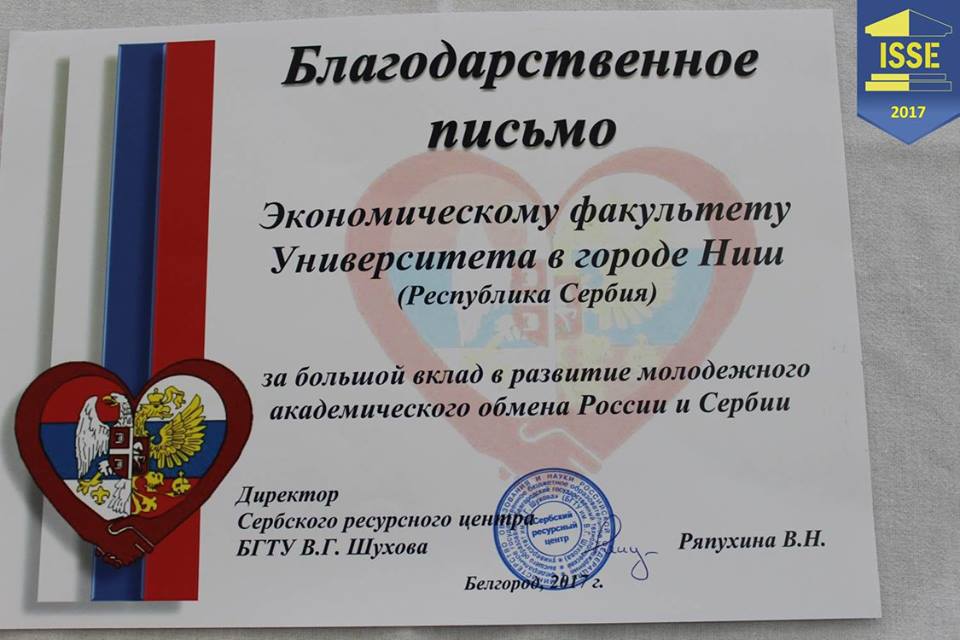 ISSE
2017
Благодарственное
письмо
Экономическому факультету
Университета в городе Ниш
(Республика Сербия)
за большой вклад в развитие молодежного
академического обмена России и Сербии
Директор
Сербского ресурсного центра
БГТУ В.Г. Шухова
Сербский
ресурсный
центр
Ряпухина В.Н.
Белгород, 2017 г.